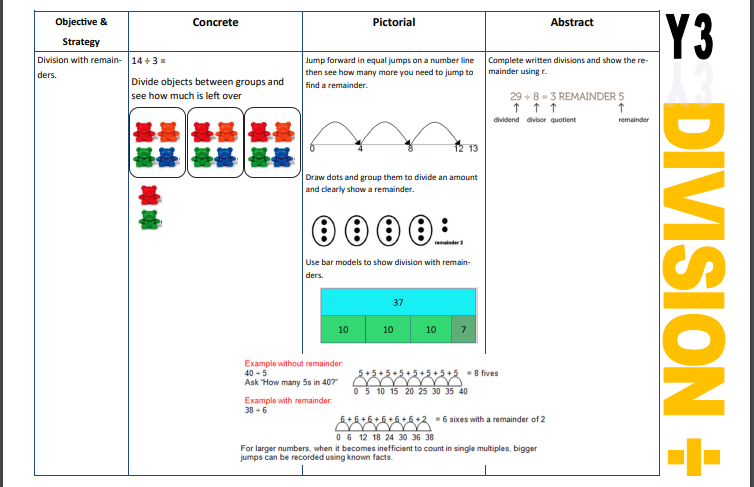 Objective &
Strategy
Concrete
Pictorial
Abstract
Division with remain-
ders.
14 ÷ 3 =
Divide objects between groups and
see how much is left over
Jump forward in equal jumps on a number line
then see how many more you need to jump to
find a remainder.
0 4 8 12 13
Draw dots and group them to divide an amount
and clearly show a remainder.
remainder 2
Use bar models to show division with remain-
ders.
37
10 10 10 7
Complete written divisions and show the re-
mainder using r.
29 ÷ 8 = 3 REMAINDER 5
dividend divisor quotient remainder
Example without remainder:
40 ÷ 5
Ask "How many 5s in 40?"
5 + 5 + 5 + 5 + 5 + 5 + 5 + 5 = 8 fives
0 5 10 15 20 25 30 35 40
Example with remainder:
38 ÷ 6
6 + 6 + 6 + 6 + 6 + 6 + 2 = 6 sixes with a remainder of 2
0 6 12 18 24 30 36 38
For larger numbers, when it becomes inefficient to count in single multiples, bigger
jumps can be recorded using known facts.
Y3
DIVISION ÷